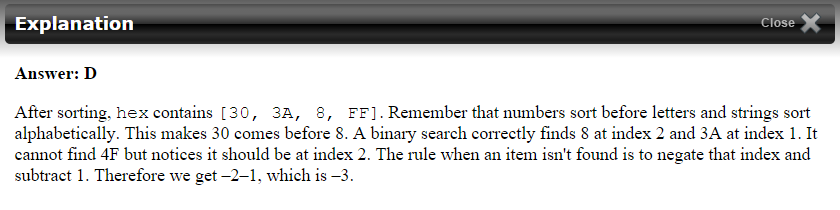 Explanation
Close
Answer: D
After sorting, hex contains [30, 3A, 8, FF]. Remember that numbers sort before letters and strings sort
alphabetically. This makes 30 comes before 8. A binary search correctly finds 8 at index 2 and 3A at index 1. It
cannot find 4F but notices it should be at index 2. The rule when an item isn't found is to negate that index and
subtract 1. Therefore we get –2–1, which is –3.